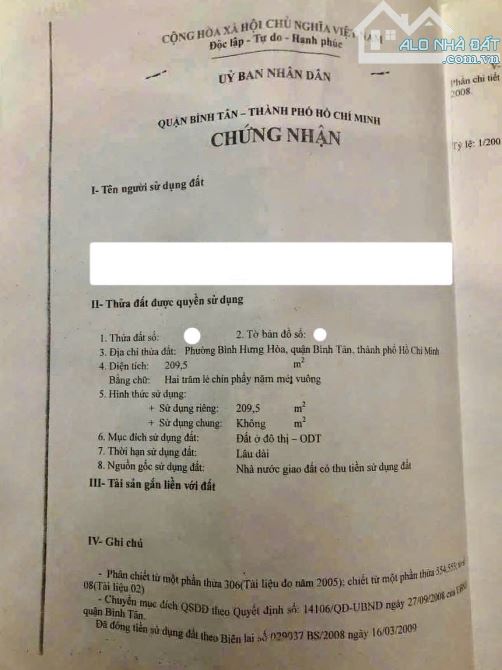 CỘNG HÒA XÃ HỘI CHỦ NGHĨA VIỆT NAM
Độc lập - Tự do - Hạnh phúc
ALO NHÀ ĐẤT
UỶ BAN NHÂN DÂN
Phân chi tiết
2008.
QUẬN BÌNH TÂN – THÀNH PHỐ HỒ CHÍ MINH
CHỨNG NHẬN
Tỷ lệ: 1/200
I- Tên người sử dụng đất
II- Thửa đất được quyền sử dụng
1. Thửa đất số: 2. Tờ bản đồ số:
3. Địa chỉ thửa đất: Phường Bình Hưng Hòa, quận Bình Tân, thành phố Hồ Chí Minh
4. Diện tích: 209,5 m2
Bằng chữ: Hai trăm lẻ chín phẩy năm mét vuông
5. Hình thức sử dụng:
+ Sử dụng riêng: 209,5 m2
+ Sử dụng chung: Không m2
6. Mục đích sử dụng đất: Đất ở đô thị – ODT
7. Thời hạn sử dụng đất: Lâu dài
8. Nguồn gốc sử dụng đất: Nhà nước giao đất có thu tiền sử dụng đất
III- Tài sản gắn liền với đất
IV- Ghi chú
- Phân chiết từ một phần thửa 306(Tài liệu đo năm 2005); chiết từ một phần thửa 354,555;
08(Tài liệu 02)
- Chuyển mục đích QSDĐ theo Quyết định số: 14106/QĐ-UBND ngày 27/09/2008 của
quận Bình Tân.
Đã đóng tiền sử dụng đất theo Biên lai số 029037 BS/2008 ngày 16/03/2009